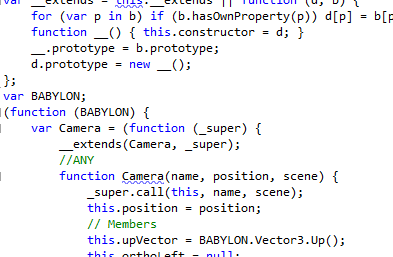 var __extends = this.__extends || function (d, b) {
for (var p in b) if (b.hasOwnProperty(p)) d[p] = b[p
function __() { this.constructor = d; }
__.prototype = b.prototype;
d.prototype = new __();
};
var BABYLON;
(function (BABYLON) {
var Camera = (function (_super) {
__extends(Camera, _super);
//ANY
function Camera(name, position, scene) {
_super.call(this, name, scene);
this.position = position;
// Members
this.upVector = BABYLON.Vector3.Up();
this.orthoLeft = null;